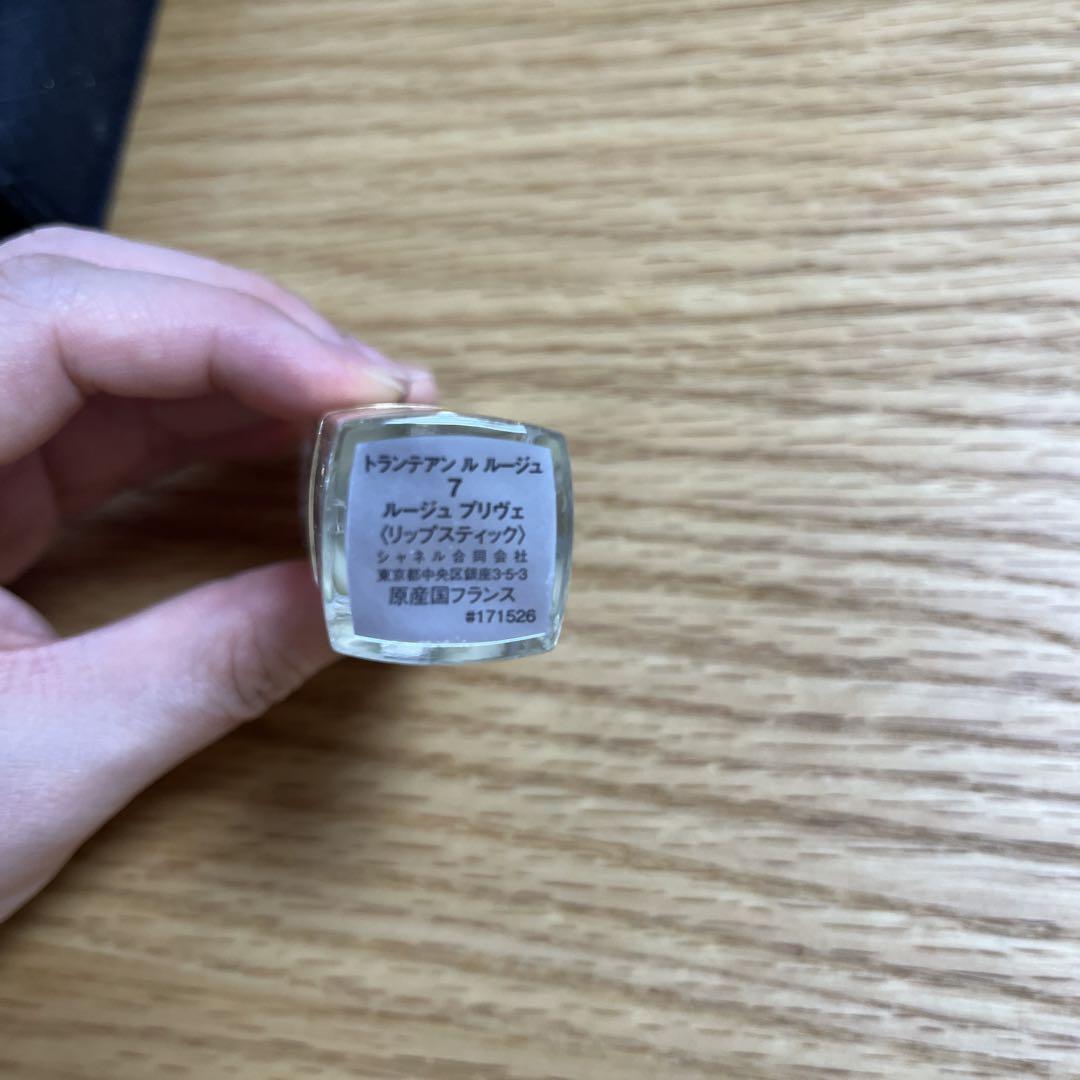 トランテアン ル ルージュ
7
ルージュ プリヴェ
〈リップスティック〉
シャネル合同会社
東京都中央区銀座3-5-3
原産国フランス
#171526